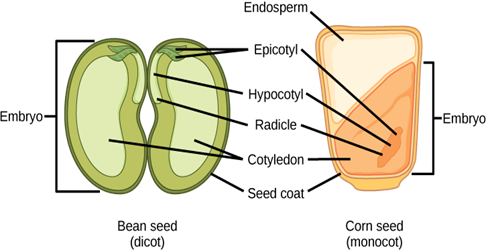 Endosperm
Epicotyl
Hypocotyl
Embryo
Radicle
Embryo
Cotyledon
Seed coat
Bean seed
(dicot)
Corn seed
(monocot)